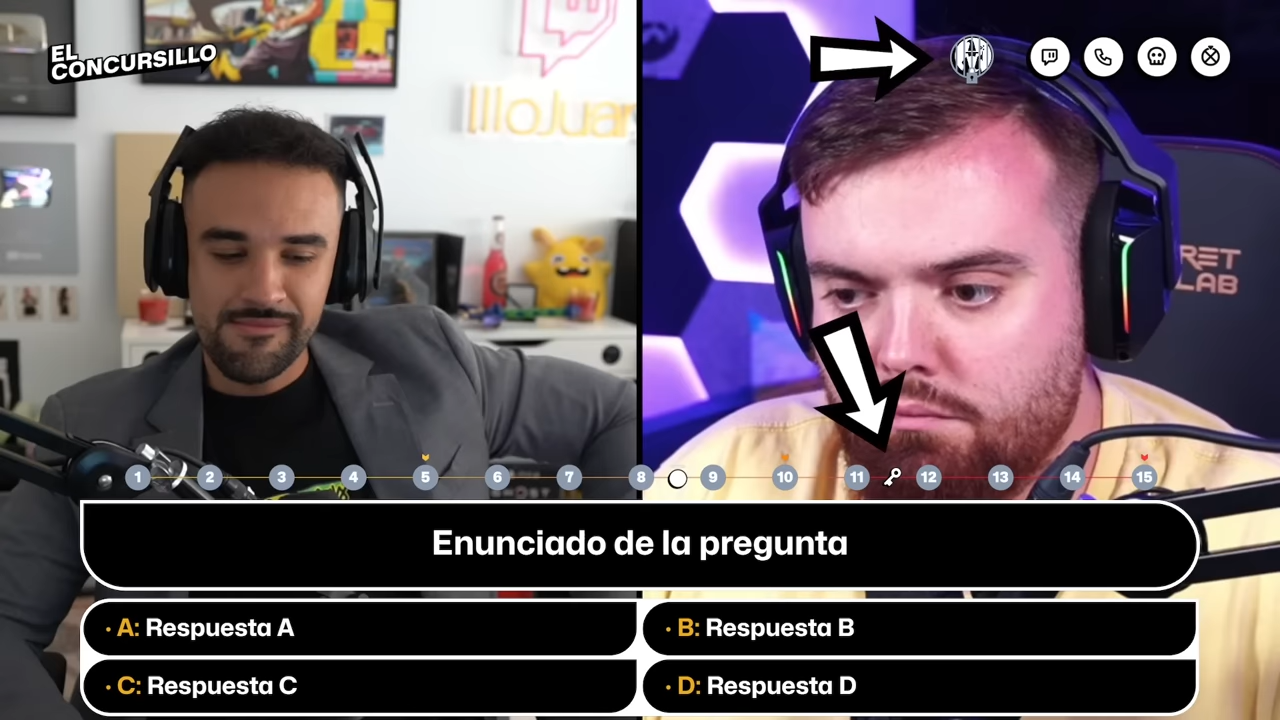 EL
CONCURSILLO
IlloJuan
RET
LAB
1 2 3 4 5 6 7 8 9 10 11 12 13 14 15
Enunciado de la pregunta
· A: Respuesta A
· B: Respuesta B
· C: Respuesta C
· D: Respuesta D